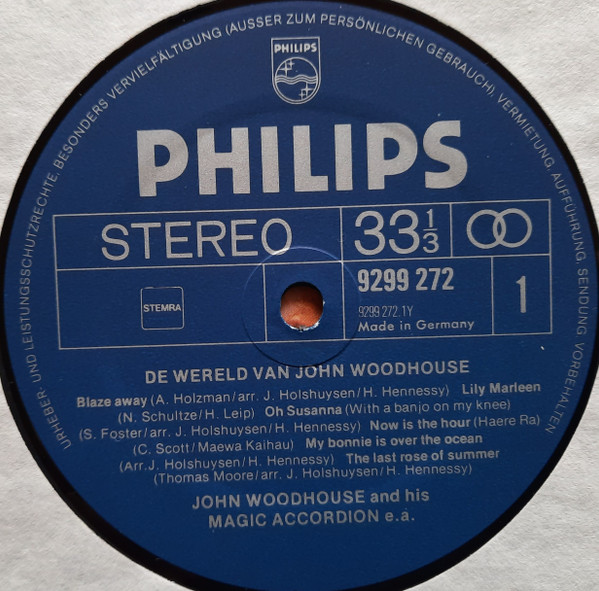 URHEBER- UND LEISTUNGSSCHUTZRECHTE, BESONDERS VERVIELFÄLTIGUNG (AUSSER ZUM PERSÖNLICHEN GEBRAUCH), VERMIETUNG, AUFFÜHRUNG, SENDUNG VORBEHALTEN
PHILIPS
PHILIPS
STEREO
33 1/3
STEMRA
9299 272
9299 272.1Y
Made in Germany
1
DE WERELD VAN JOHN WOODHOUSE
Blaze away (A. Holzman/arr. J. Holshuysen/H. Hennessy) Lily Marleen
(N. Schultze/H. Leip) Oh Susanna (With a banjo on my knee)
(S. Foster/arr. J. Holshuysen/H. Hennessy) Now is the hour (Haere Ra)
(C. Scott/Maewa Kaihau) My bonnie is over the ocean
(Arr.J. Holshuysen/H. Hennessy) The last rose of summer
(Thomas Moore/arr. J. Holshuysen/H. Hennessy)
JOHN WOODHOUSE and his
MAGIC ACCORDION e.a.